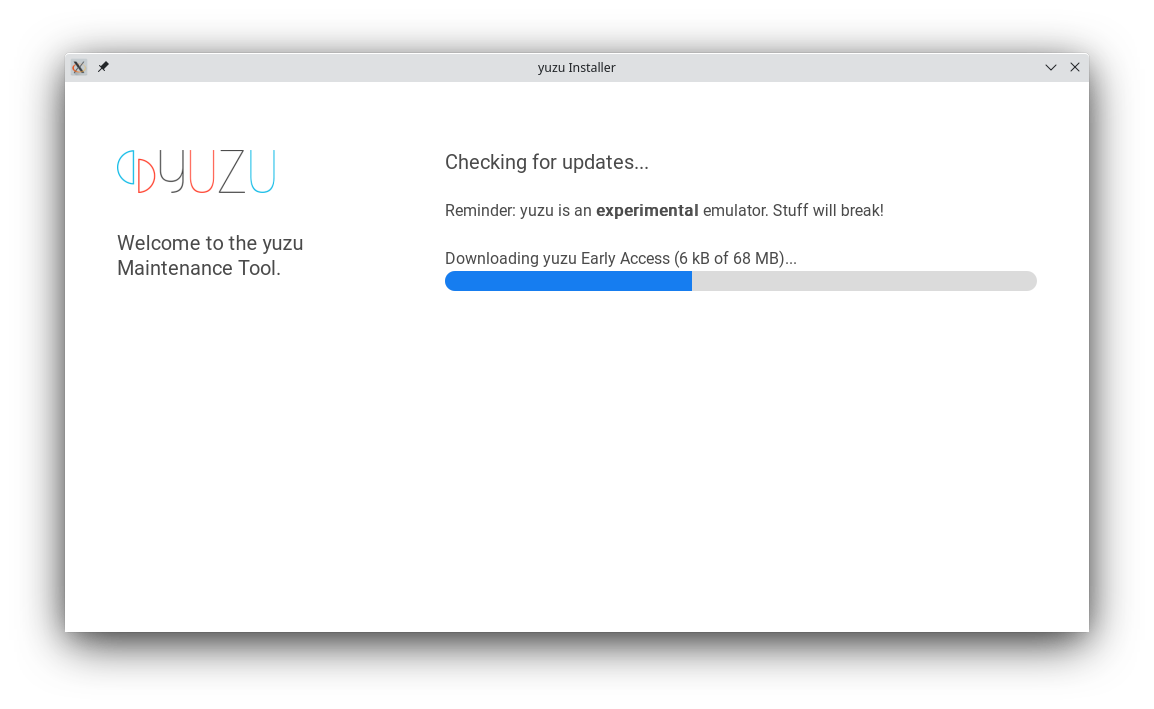 yuzu Installer
YUZU
Welcome to the yuzu
Maintenance Tool.
Checking for updates...
Reminder: yuzu is an experimental emulator. Stuff will break!
Downloading yuzu Early Access (6 kB of 68 MB)...